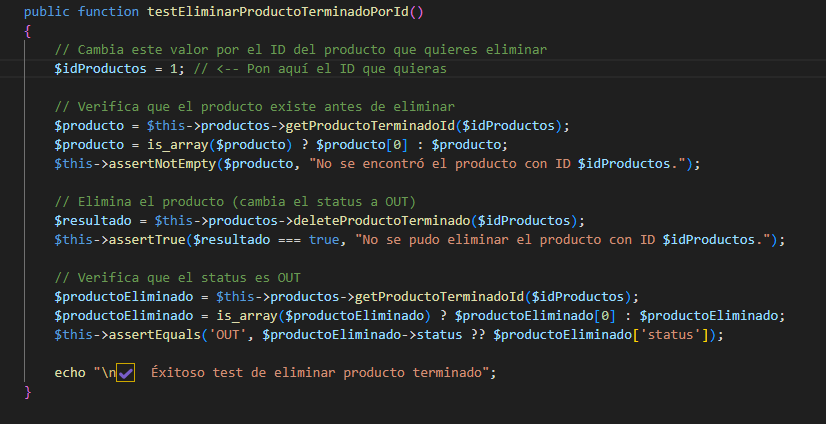 public function testEliminarProductoTerminadoPorId()
{
// Cambia este valor por el ID del producto que quieres eliminar
$idProductos = 1; // <-- Pon aquí el ID que quieras
// Verifica que el producto existe antes de eliminar
$producto = $this->productos->getProductoTerminadoId($idProductos);
$producto = is_array($producto) ? $producto[0] : $producto;
$this->assertNotEmpty($producto, "No se encontró el producto con ID $idProductos.");
// Elimina el producto (cambia el status a OUT)
$resultado = $this->productos->deleteProductoTerminado($idProductos);
$this->assertTrue($resultado === true, "No se pudo eliminar el producto con ID $idProductos.");
// Verifica que el status es OUT
$productoEliminado = $this->productos->getProductoTerminadoId($idProductos);
$productoEliminado = is_array($productoEliminado) ? $productoEliminado[0] : $productoEliminado;
$this->assertEquals('OUT', $productoEliminado->status ?? $productoEliminado['status']);
echo "\n✔ Éxitoso test de eliminar producto terminado";
}